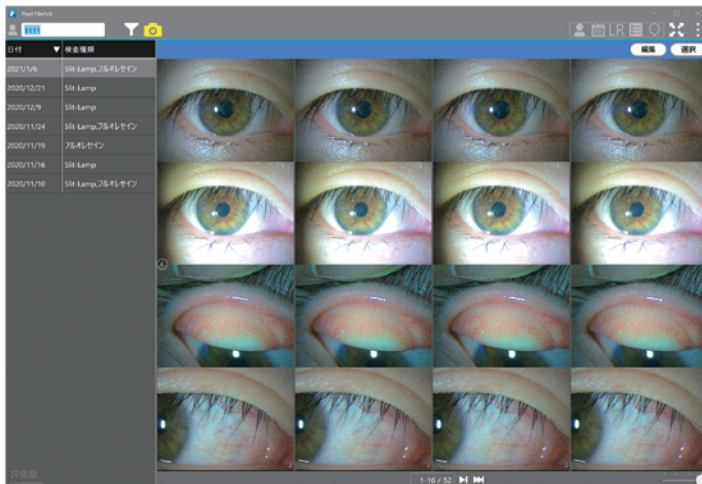 3333
LR
編集
選択
日付 ▼ 検査種類
2021/1/6 Slit-Lamp,フルオレセイン
2020/12/21 Slit-Lamp
2020/12/9 Slit-Lamp
2020/11/24 Slit-Lamp,フルオレセイン
2020/11/19 フルオレセイン
2020/11/16 Slit-Lamp
2020/11/10 Slit-Lamp,フルオレセイン
評価版
1-16 / 52